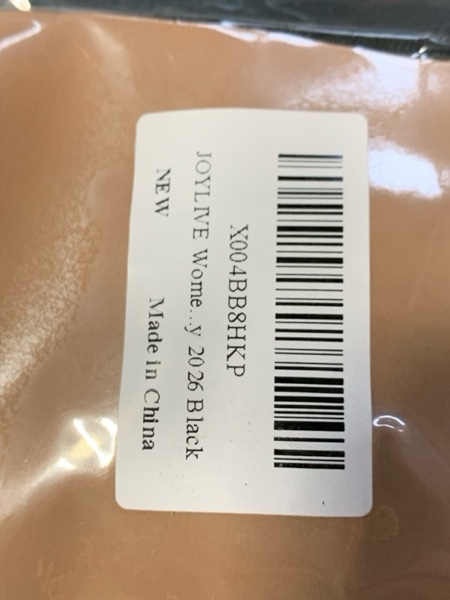 X004BB8HKP
JOYLIVE Wome...y 2026 Black
NEW Made in China